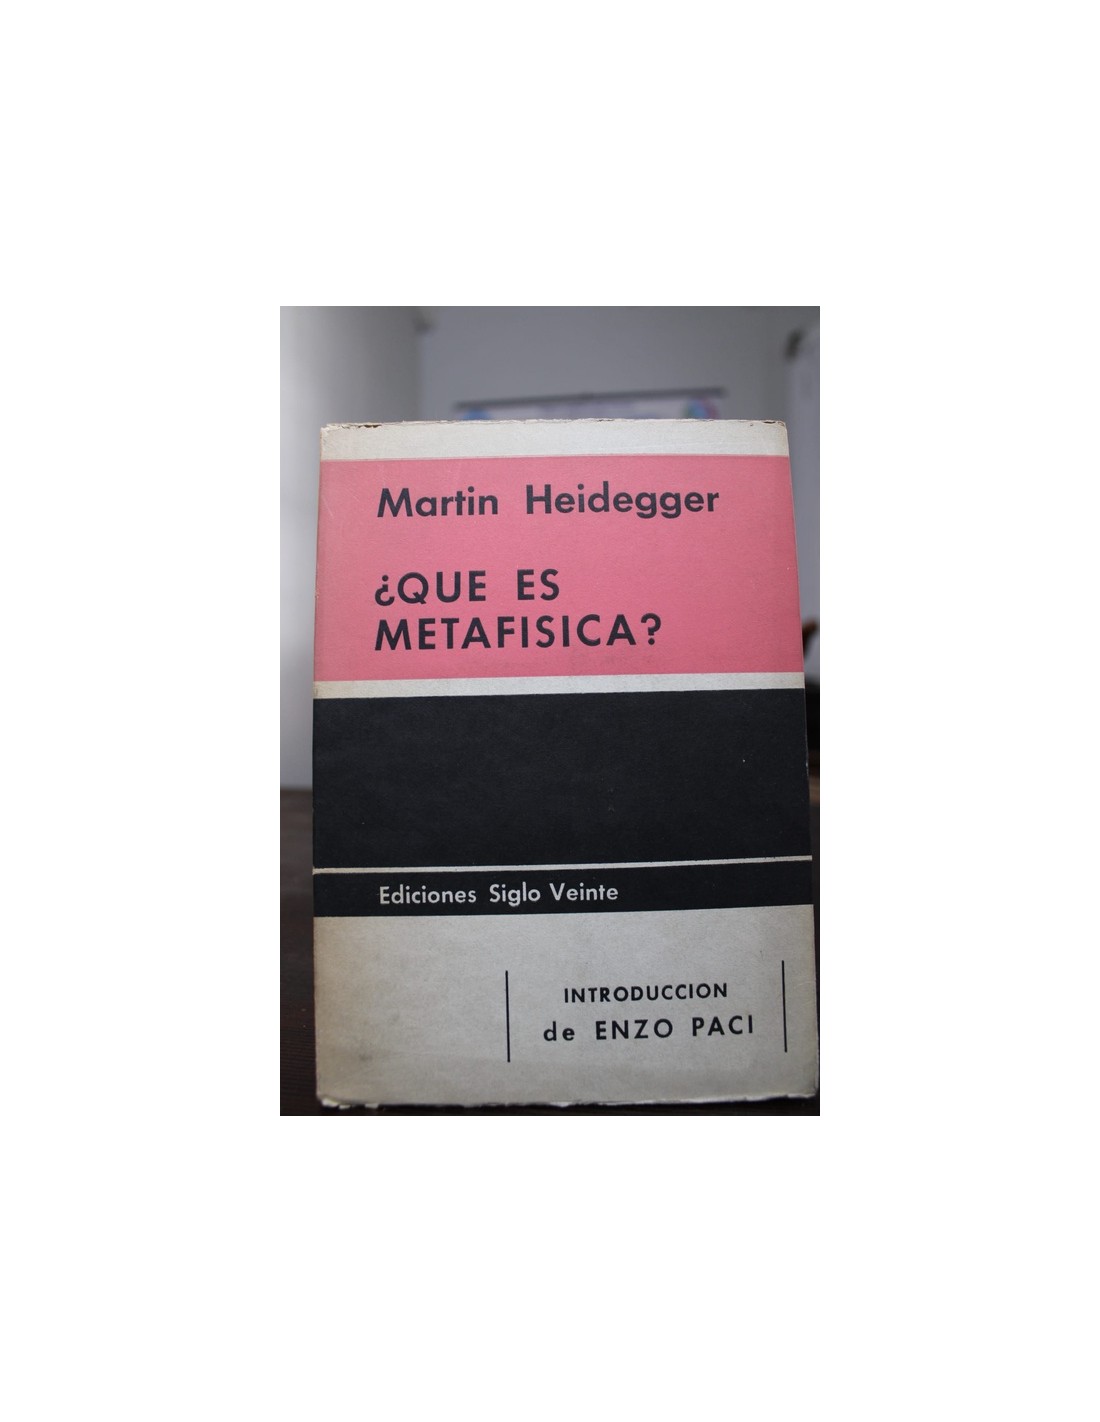 Martin Heidegger
¿QUE ES
METAFISICA?
Ediciones Siglo Veinte
INTRODUCCION
de ENZO PACI